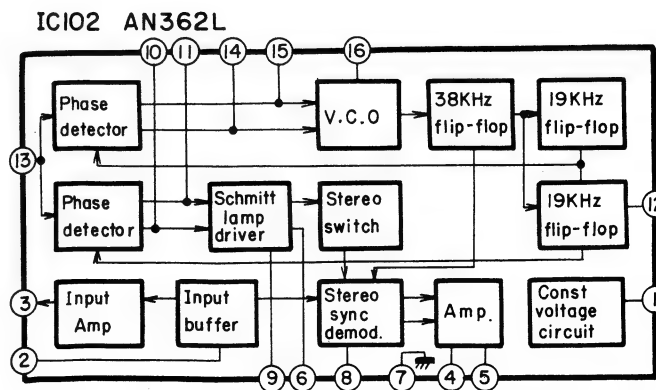 IC102 AN362L
10 11 14 15 16
Phase detector
V.C.O
38KHz flip-flop
19KHz flip-flop
13
Phase detector
Schmitt lamp driver
Stereo switch
19KHz flip-flop
12
3
Input Amp
Input buffer
Stereo sync demod.
Amp.
Const voltage circuit
1
2
9 6 8 7 4 5